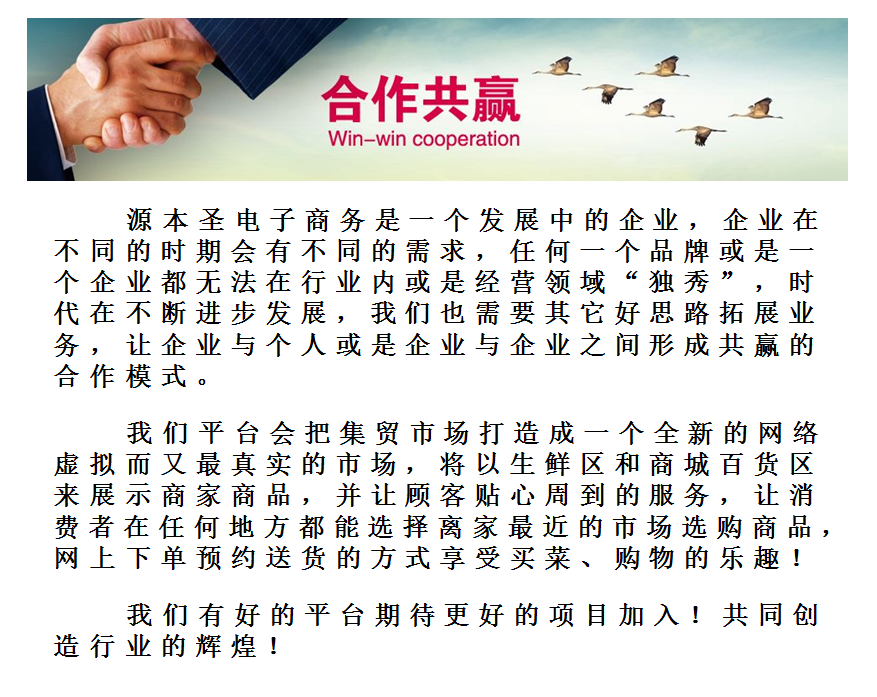 合作共赢
Win-win cooperation
源本圣电子商务是一个发展中的企业，企业在
不同的时期会有不同的需求，任何一个品牌或是一
个企业都无法在行业内或是经营领域“独秀”，时
代在不断进步发展，我们也需要其它好思路拓展业
务，让企业与个人或是企业与企业之间形成共赢的
合作模式。
我们平台会把集贸市场打造成一个全新的网络
虚拟而又最真实的市场，将以生鲜区和商城百货区
来展示商家商品，并让顾客贴心周到的服务，让消
费者在任何地方都能选择离家最近的市场选购商品，
网上下单预约送货的方式享受买菜、购物的乐趣！
我们有好的平台期待更好的项目加入！共同创
造行业的辉煌！